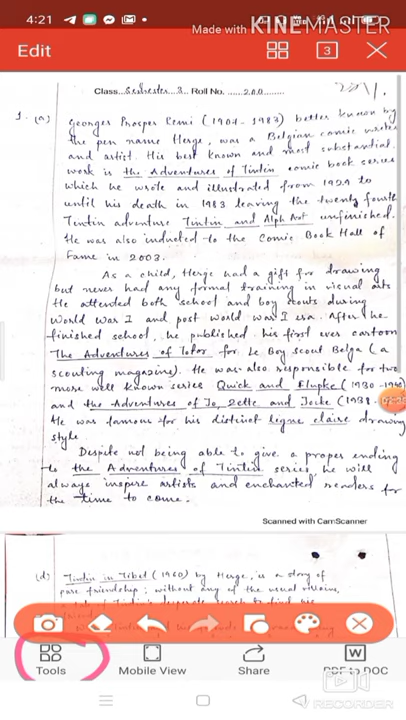 4:21
Made with KINEMASTER
Edit
3
Class...Semester 3...Roll No. ......200........
1. (a) Georges Prosper Remi (1907-1983) better known by
the pen name Herge, was a Belgian comic writer
and artist. His best known and most substantial
work is the Adventures of Tintin comic book series
which he wrote and illustrated from 1929 to
until his death in 1983 leaving the twenty fourth
Tintin adventure Tintin and Alph Art unfinished.
He was also inducted to the Comic Book Hall of
Fame in 2003.
As a child, Herge had a gift for drawing
but never had any formal training in visual arts
He attended both school and boy scouts during
World War I and post world war I era. After he
finished school, he published his first ever cartoon
The Adventures of Totor for Le Boy scout Belge (a
scouting magazine). He was also responsible for two
more well known series Quick and Flupke (1930-1940)
and the Adventures of Jo, Zette and Jocko (1938-
He was famous for his distinct ligne claire drawing
style.
Despite not being able to give a proper ending
to the Adventures of Tintin series, he will
always inspire artists and enchanted readers for
the time to come.
Scanned with CamScanner
(d) Tintin in Tibet (1960) by Herge, is a story of
pure friendship; without any of the usual villains,
Tools
Mobile View
Share
PDF to DOC
RECORDER